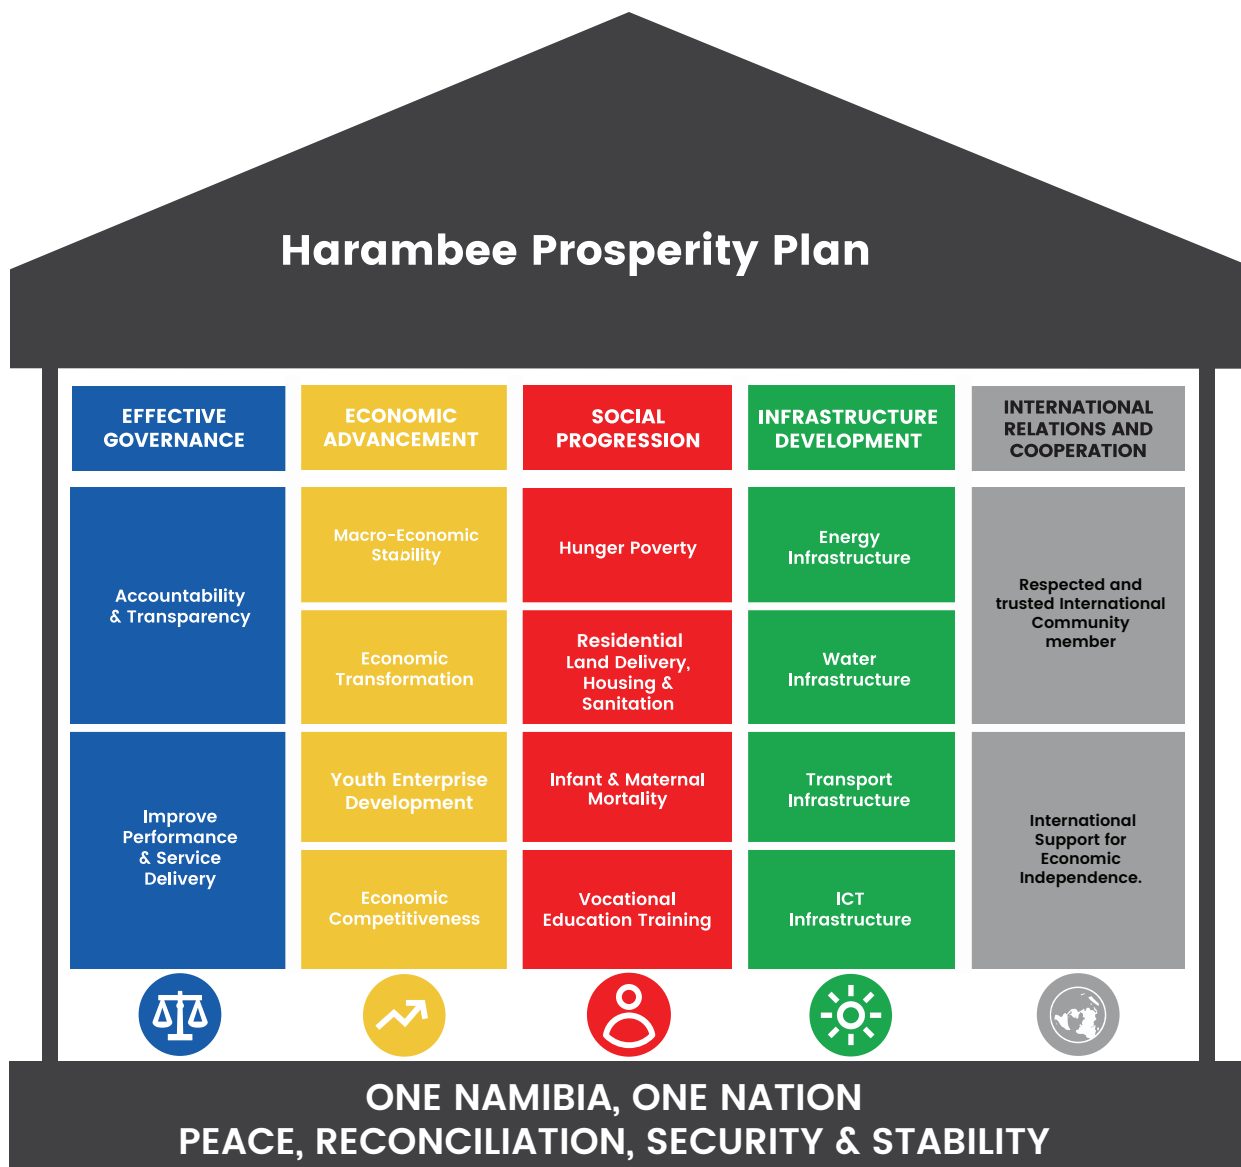 Harambee Prosperity Plan
EFFECTIVE
GOVERNANCE
Accountability
& Transparency
Improve
Performance
& Service
Delivery
ECONOMIC
ADVANCEMENT
Macro-Economic
Stability
Economic
Transformation
Youth Enterprise
Development
Economic
Competitiveness
SOCIAL
PROGRESSION
Hunger Poverty
Residential
Land Delivery,
Housing &
Sanitation
Infant & Maternal
Mortality
Vocational
Education Training
INFRASTRUCTURE
DEVELOPMENT
Energy
Infrastructure
Water
Infrastructure
Transport
Infrastructure
ICT
Infrastructure
INTERNATIONAL
RELATIONS AND
COOPERATION
Respected and
trusted International
Community
member
International
Support for
Economic
Independence.
ONE NAMIBIA, ONE NATION
PEACE, RECONCILIATION, SECURITY & STABILITY